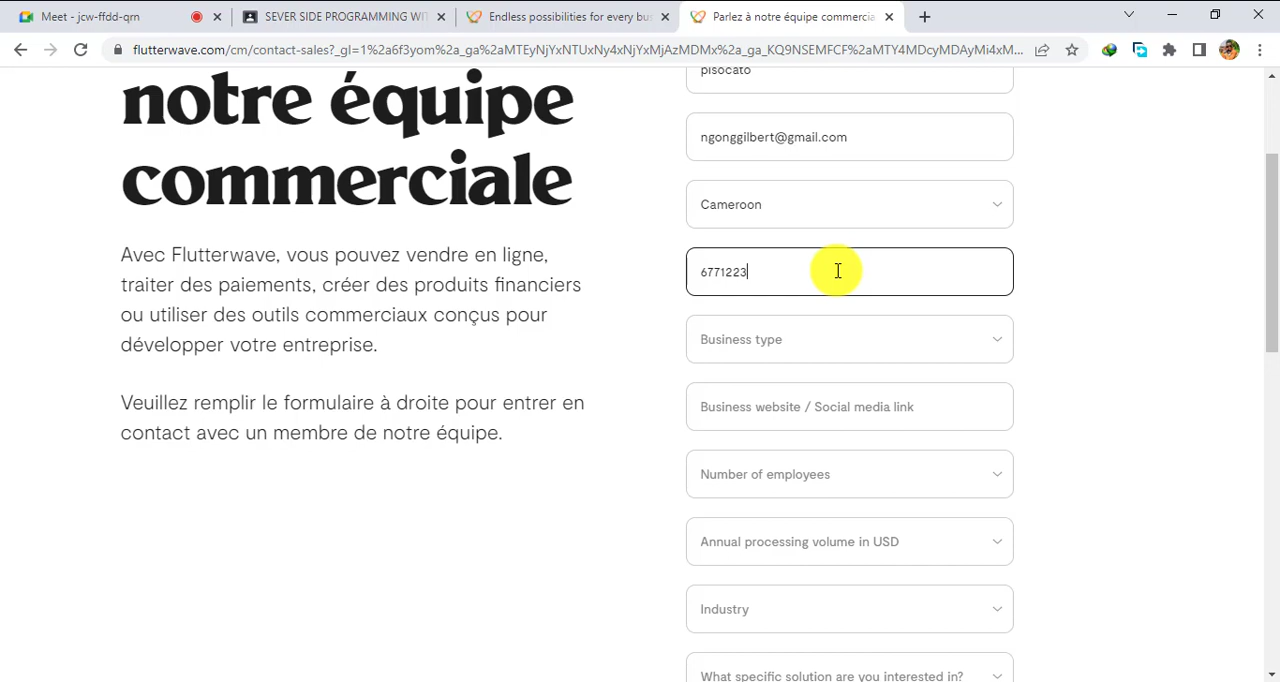 Meet - jcw-ffdd-qrn
SEVER SIDE PROGRAMMING WIT
Endless possibilities for every bus
Parlez à notre équipe commercia
flutterwave.com/cm/contact-sales?_gl=1%2a6f3yom%2a_ga%2aMTEyNjYxNTUxNy4xNjYxMjAzMDMx%2a_ga_KQ9NSEMFCF%2aMTY4MDcyMDAyMi4xM...
notre équipe
commerciale
Avec Flutterwave, vous pouvez vendre en ligne,
traiter des paiements, créer des produits financiers
ou utiliser des outils commerciaux conçus pour
développer votre entreprise.
Veuillez remplir le formulaire à droite pour entrer en
contact avec un membre de notre équipe.
pisocato
ngonggilbert@gmail.com
Cameroon
6771223
Business type
Business website / Social media link
Number of employees
Annual processing volume in USD
Industry
What specific solution are you interested in?